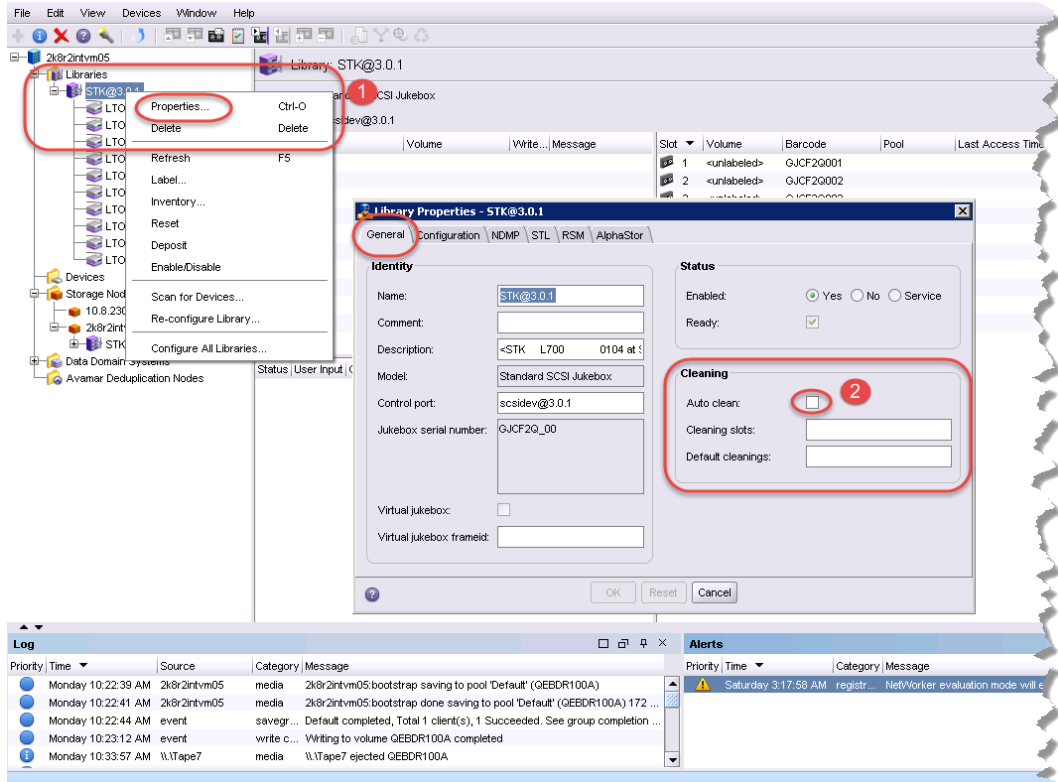 File Edit View Devices Window Help
2k8r2intvm05
Libraries
STK@3.0.1
LTO
LTO
LTO
LTO
LTO
LTO
LTO
LTO
LTO
LTO
Devices
Storage Nod
10.8.230
2k8r2int
STK
Data Domain Systems
Avamar Deduplication Nodes
1
Properties... Ctrl-O
Delete Delete
Refresh F5
Label...
Inventory...
Reset
Deposit
Enable/Disable
Scan for Devices...
Re-configure Library...
Configure All Libraries...
Library: STK@3.0.1
CSI Jukebox
sidev@3.0.1
Volume Write... Message
Slot Volume Barcode Pool Last Access Time
1 <unlabeled> GJCF2Q001
2 <unlabeled> GJCF2Q002
Status User Input
Library Properties - STK@3.0.1
General Configuration NDMP STL RSM AlphaStor
Identity
Name: STK@3.0.1
Comment:
Description: <STK L700 0104 at
Model: Standard SCSI Jukebox
Control port: scsidev@3.0.1
Jukebox serial number: GJCF2Q_00
Virtual jukebox:
Virtual jukebox frameid:
Status
Enabled: Yes No Service
Ready:
Cleaning
Auto clean: 2
Cleaning slots:
Default cleanings:
OK Reset Cancel
Log
Priority Time Source Category Message
Monday 10:22:39 AM 2k8r2intvm05 media 2k8r2intvm05:bootstrap saving to pool 'Default' (QEBDR100A)
Monday 10:22:41 AM 2k8r2intvm05 media 2k8r2intvm05:bootstrap done saving to pool 'Default' (QEBDR100A) 172 ...
Monday 10:22:44 AM event savegr... Default completed, Total 1 client(s), 1 Succeeded. See group completion ...
Monday 10:23:12 AM event write c... Writing to volume QEBDR100A completed
Monday 10:33:57 AM \\.\Tape7 media \\.\Tape7 ejected QEBDR100A
Alerts
Priority Time Category Message
Saturday 3:17:58 AM registr... NetWorker evaluation mode will e